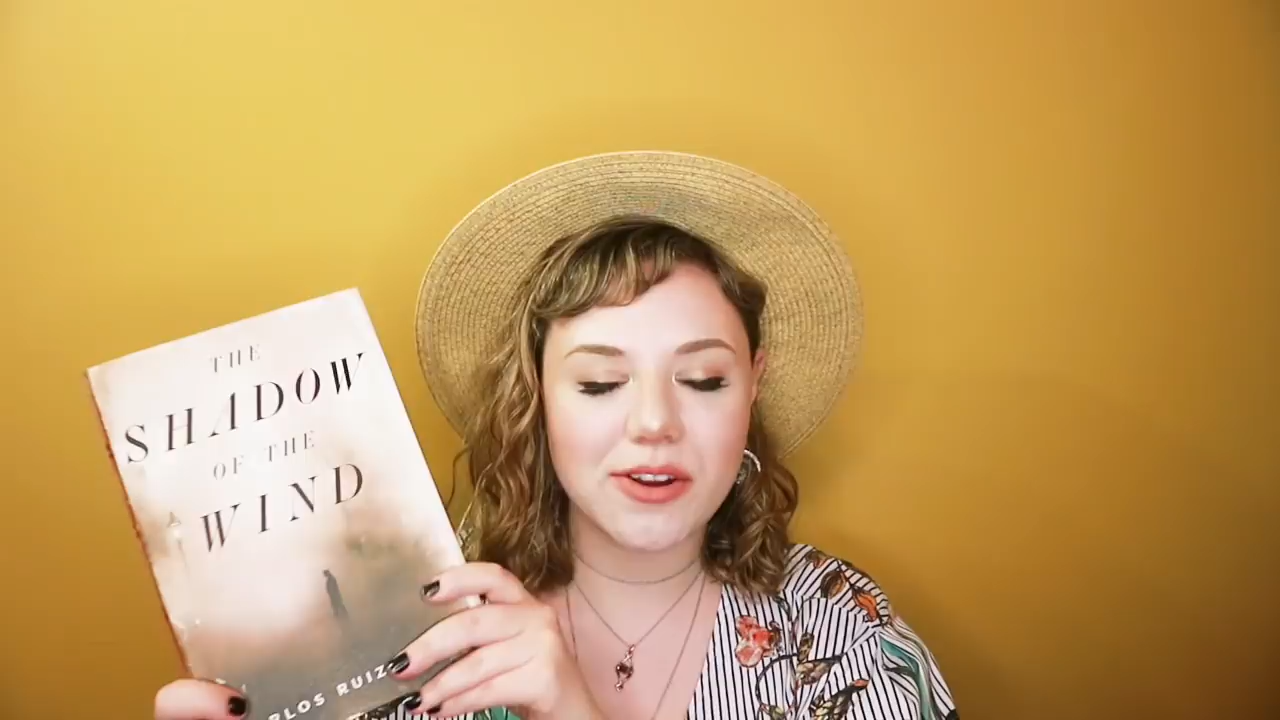 THE
SHADOW
OF THE
WIND
RLOS RUIZ